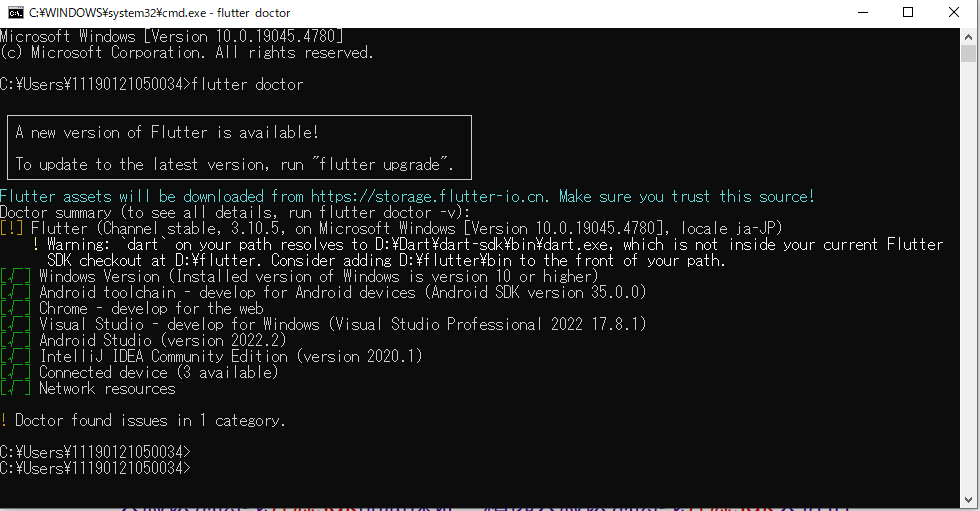 C:¥WINDOWS¥system32¥cmd.exe - flutter doctor
Microsoft Windows [Version 10.0.19045.4780]
(c) Microsoft Corporation. All rights reserved.
C:¥Users¥11190121050034>flutter doctor
A new version of Flutter is available!
To update to the latest version, run "flutter upgrade".
Flutter assets will be downloaded from https://storage.flutter-io.cn. Make sure you trust this source!
Doctor summary (to see all details, run flutter doctor -v):
[!] Flutter (Channel stable, 3.10.5, on Microsoft Windows [Version 10.0.19045.4780], locale ja-JP)
! Warning: `dart` on your path resolves to D:¥Dart¥dart-sdk¥bin¥dart.exe, which is not inside your current Flutter
SDK checkout at D:¥flutter. Consider adding D:¥flutter¥bin to the front of your path.
[√] Windows Version (Installed version of Windows is version 10 or higher)
[√] Android toolchain - develop for Android devices (Android SDK version 35.0.0)
[√] Chrome - develop for the web
[√] Visual Studio - develop for Windows (Visual Studio Professional 2022 17.8.1)
[√] Android Studio (version 2022.2)
[√] IntelliJ IDEA Community Edition (version 2020.1)
[√] Connected device (3 available)
[√] Network resources
! Doctor found issues in 1 category.
C:¥Users¥11190121050034>
C:¥Users¥11190121050034>